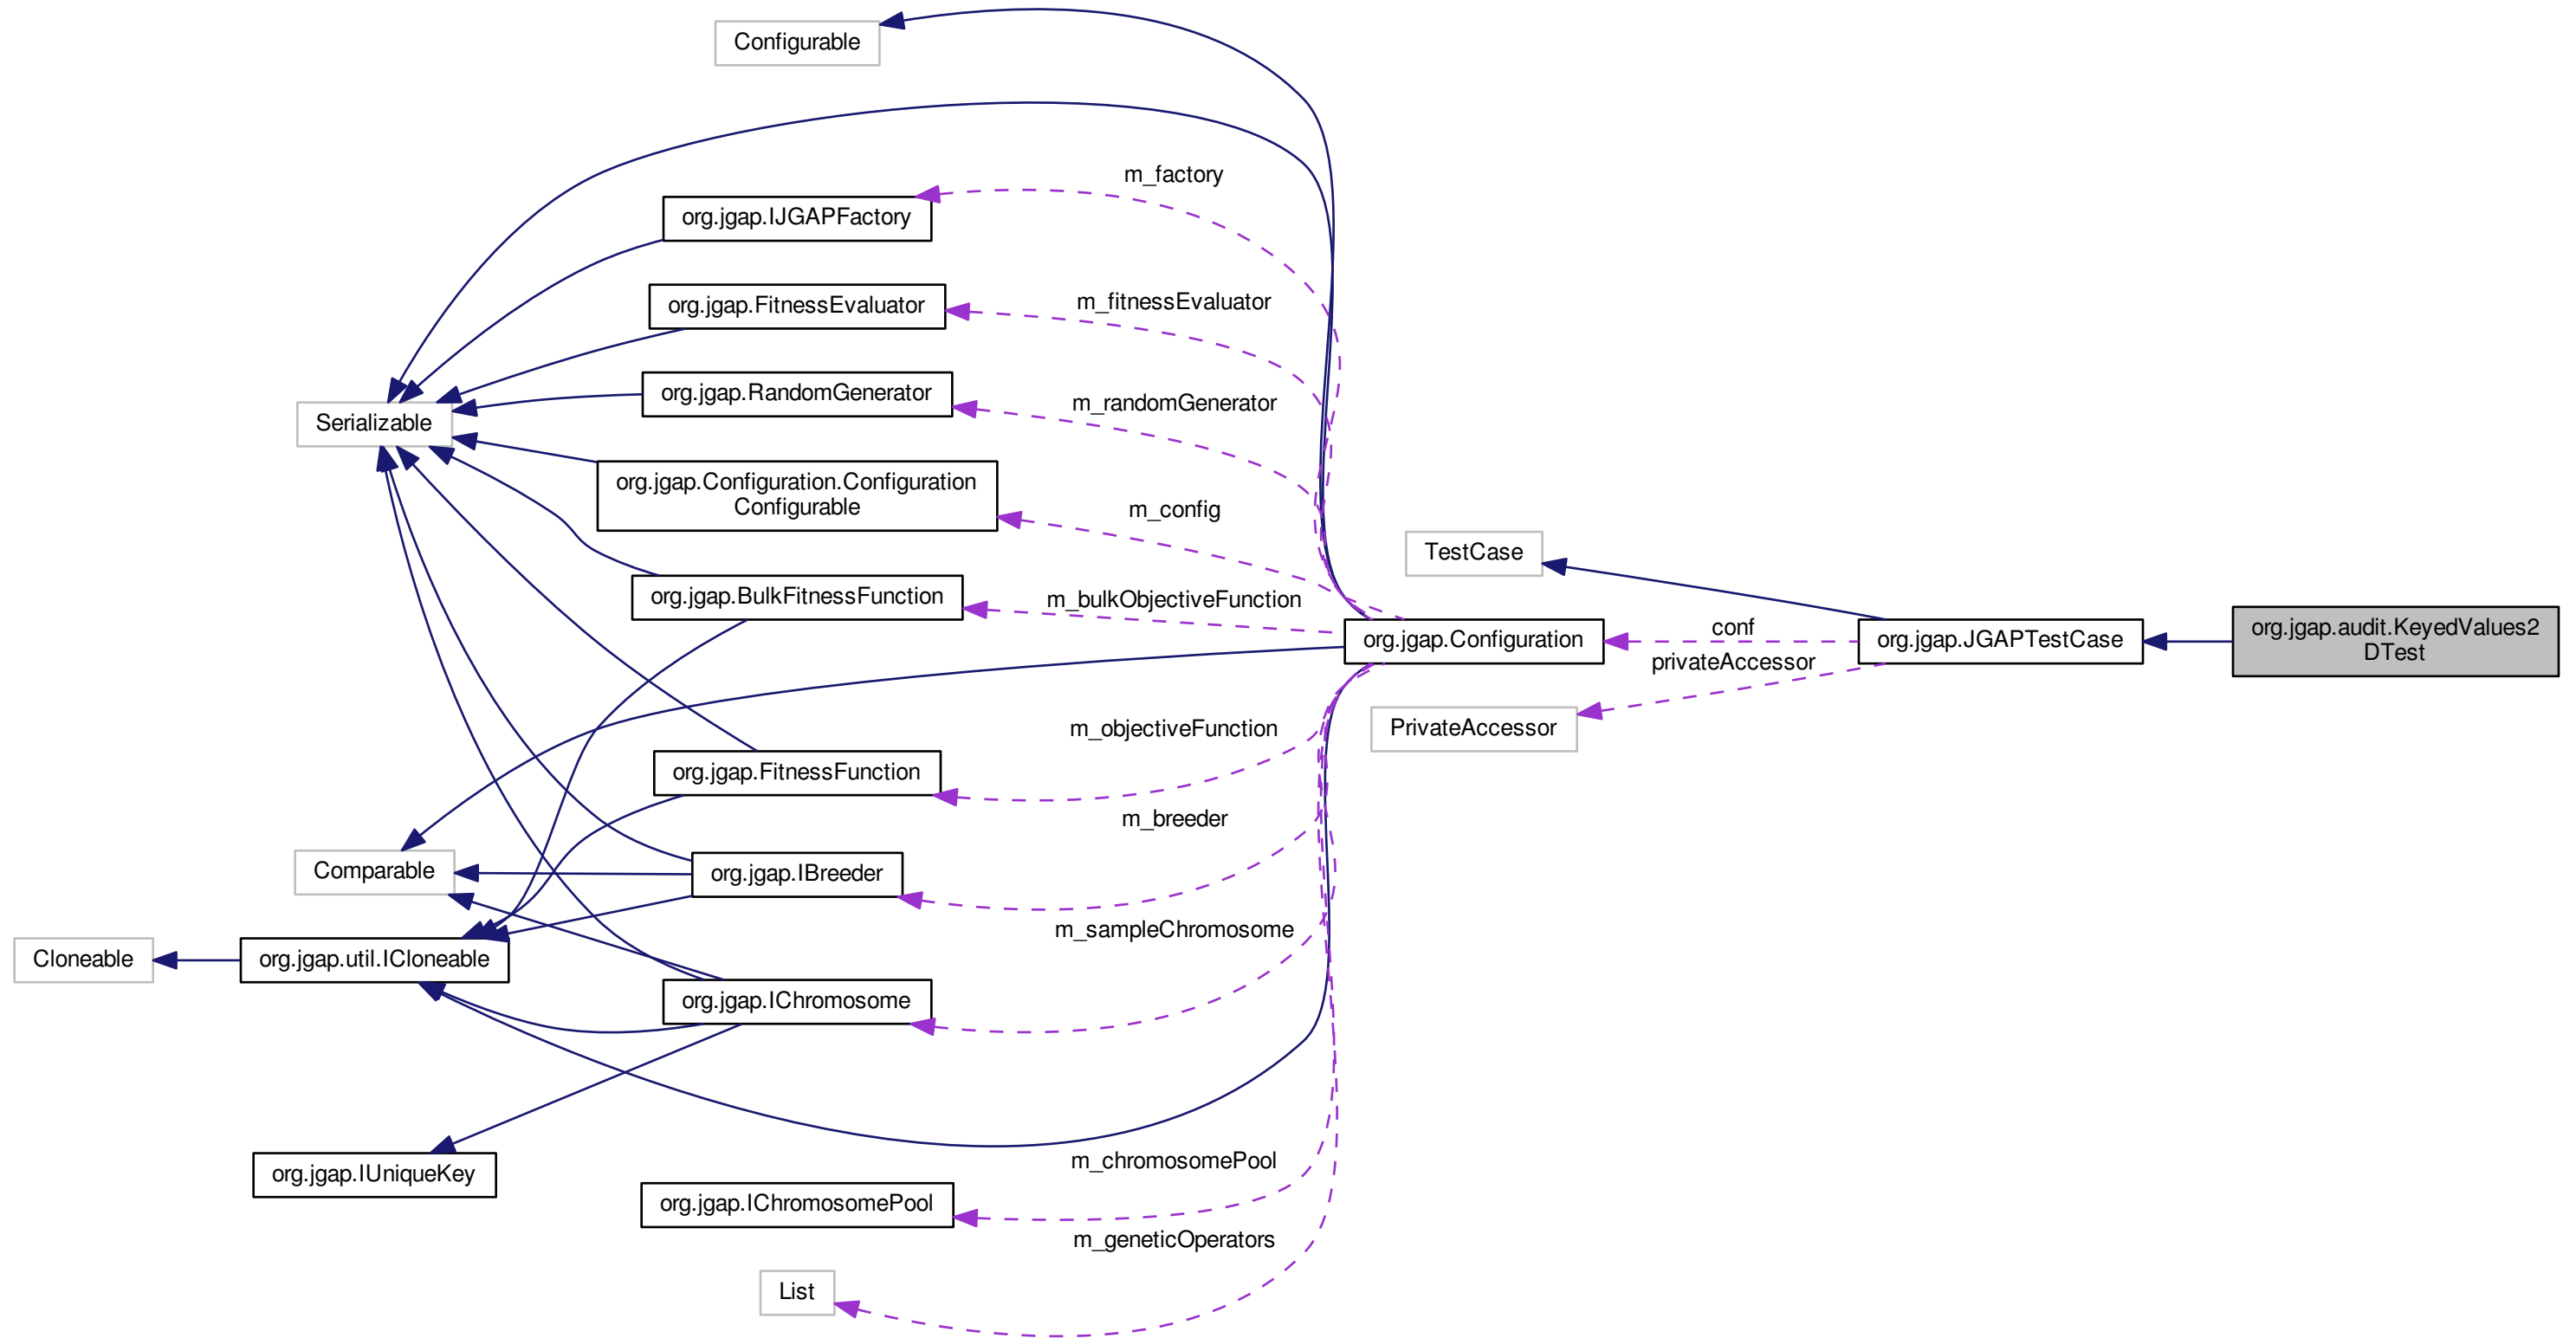 Configurable
m_factory
org.jgap.IJGAPFactory
m_fitnessEvaluator
org.jgap.FitnessEvaluator
m_randomGenerator
org.jgap.RandomGenerator
Serializable
m_config
org.jgap.Configuration.Configuration
Configurable
TestCase
m_bulkObjectiveFunction
org.jgap.BulkFitnessFunction
org.jgap.Configuration
conf
org.jgap.JGAPTestCase
org.jgap.audit.KeyedValues2
DTest
privateAccessor
PrivateAccessor
m_objectiveFunction
org.jgap.FitnessFunction
m_breeder
Comparable
org.jgap.IBreeder
m_sampleChromosome
Cloneable
org.jgap.util.ICloneable
org.jgap.IChromosome
m_chromosomePool
org.jgap.IUniqueKey
org.jgap.IChromosomePool
m_geneticOperators
List